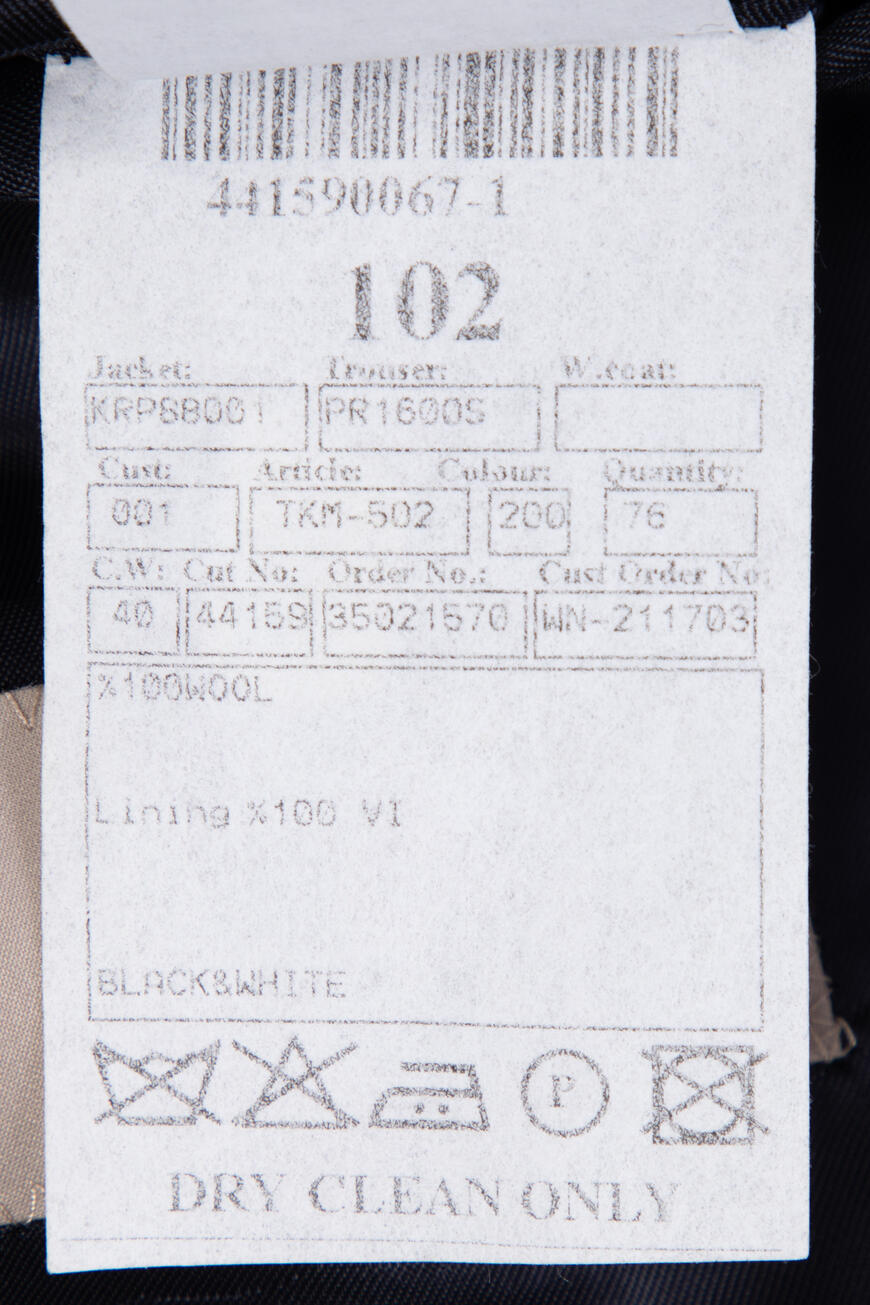 441590067-1
102
Jacket: Trouser: W.coat:
KRPSB001 PR1600S
Cust: Article: Colour: Quantity:
001 TKM-502 200 76
C.W: Cut No: Order No.: Cust Order No:
40 44159 35021570 WN-211703
%100WOOL
Lining %100 VI
BLACK&WHITE
P
DRY CLEAN ONLY